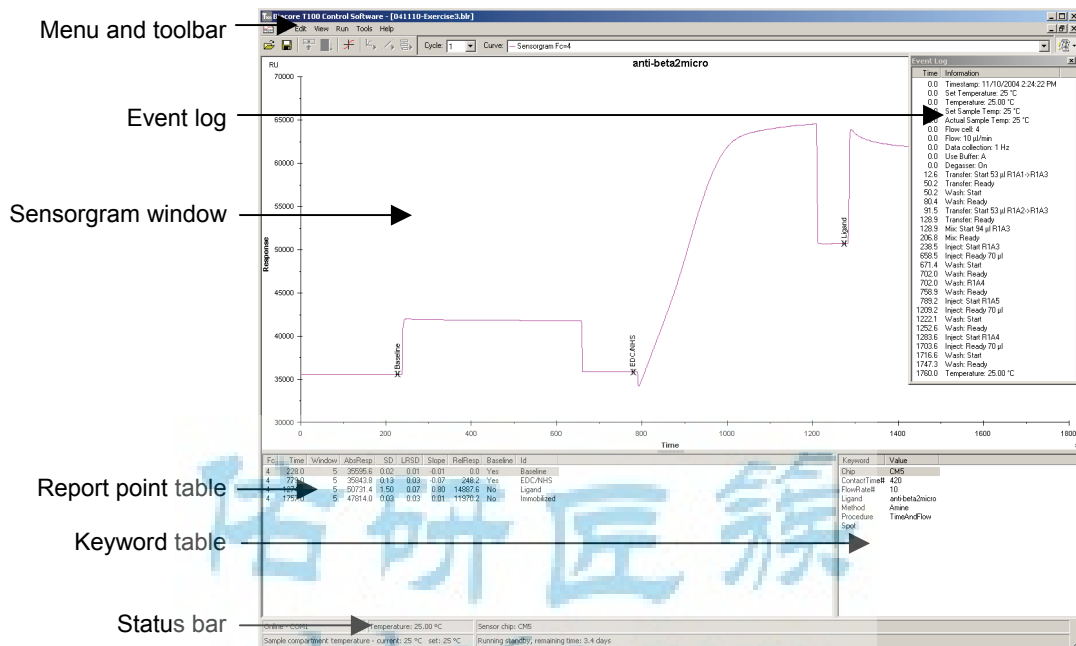 Menu and toolbar
Event log
Sensorgram window
Report point table
Keyword table
Status bar
Biacore T100 Control Software - [041110-Exercise3.blr]
Edit View Run Tools Help
Cycle: 1 Curve: Sensorgram Fc=4
anti-beta2micro
RU
70000
65000
60000
55000
50000
45000
40000
35000
30000
Response
0 200 400 600 800 1000 1200 1400 1600 1800
Time
Baseline
EDC/NHS
Ligand
Event Log
Time Information
0.0 Timestamp: 11/10/2004 2:24:22 PM
0.0 Set Temperature: 25 °C
0.0 Temperature: 25.00 °C
Set Sample Temp: 25 °C
0.0 Actual Sample Temp: 25 °C
0.0 Flow cell: 4
0.0 Flow: 10 µl/min
0.0 Data collection: 1 Hz
0.0 Use Buffer: A
0.0 Degasser: On
12.6 Transfer: Start 53 µl R1A1->R1A3
50.2 Transfer: Ready
50.2 Wash: Start
80.4 Wash: Ready
91.5 Transfer: Start 53 µl R1A2->R1A3
128.9 Transfer: Ready
128.9 Mix: Start 94 µl R1A3
206.8 Mix: Ready
238.5 Inject: Start R1A3
658.5 Inject: Ready 70 µl
671.4 Wash: Start
702.0 Wash: Ready
702.0 Wash: R1A4
758.9 Wash: Ready
789.2 Inject: Start R1A5
1209.2 Inject: Ready 70 µl
1222.1 Wash: Start
1252.6 Wash: Ready
1283.6 Inject: Start R1A4
1703.6 Inject: Ready 70 µl
1716.6 Wash: Start
1747.3 Wash: Ready
1760.0 Temperature: 25.00 °C
Fc Time Window AbsResp SD LRSD Slope RelResp Baseline Id
4 228.0 5 35595.6 0.02 0.01 -0.01 0.0 Yes Baseline
4 5 35843.8 0.13 0.03 -0.07 248.2 Yes EDC/NHS
4 5 50731.4 1.50 0.07 0.80 14887.6 No Ligand
4 5 47814.0 0.03 0.03 0.01 11970.2 No Immobilized
Keyword Value
Chip CM5
ContactTime# 420
FlowRate# 10
Ligand anti-beta2micro
Method Amine
Procedure TimeAndFlow
Spot
Online - COM1 Temperature: 25.00 °C Sensor chip: CM5
Sample compartment temperature - current: 25 °C set: 25 °C Running standby, remaining time: 3.4 days
佰研匠簇